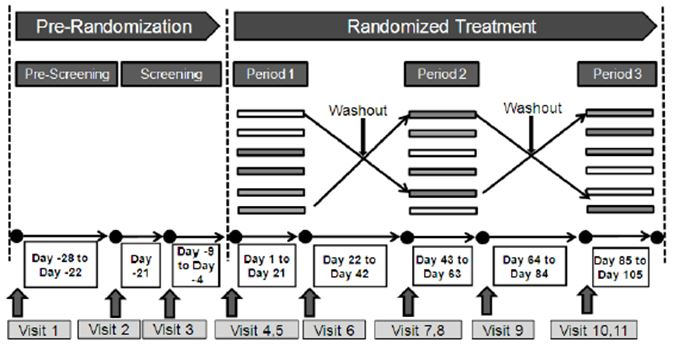 Pre-Randomization
Randomized Treatment
Pre-Screening
Screening
Period 1
Period 2
Period 3
Washout
Washout
Day -28 to
Day -22
Day
-21
Day -9
to Day
-4
Day 1 to
Day 21
Day 22 to
Day 42
Day 43 to
Day 63
Day 64 to
Day 84
Day 85 to
Day 105
Visit 1
Visit 2
Visit 3
Visit 4,5
Visit 6
Visit 7,8
Visit 9
Visit 10,11